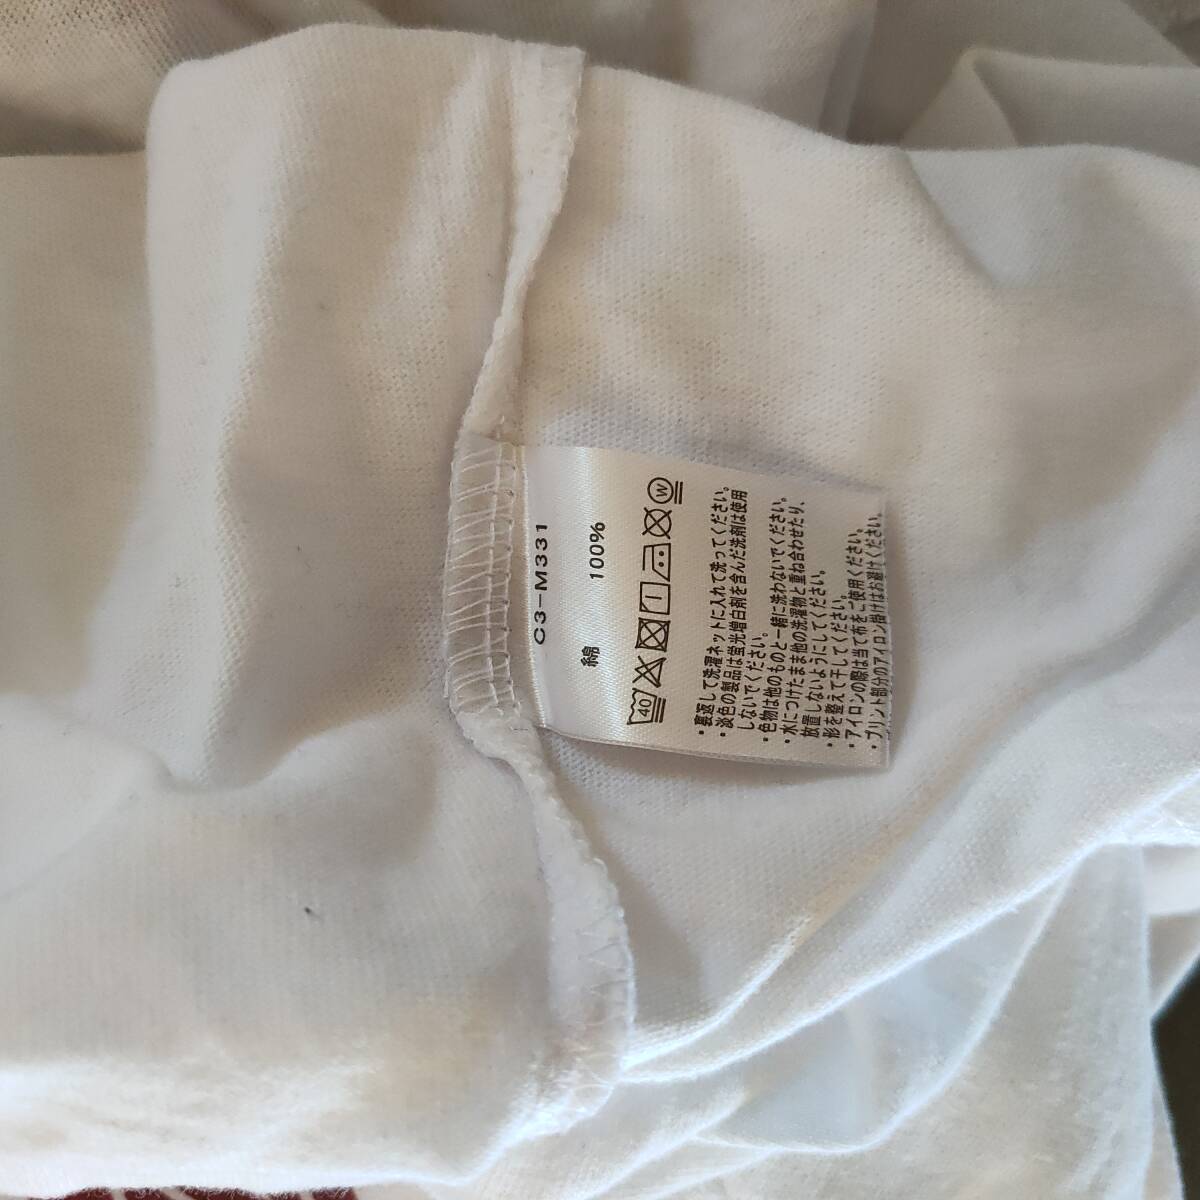 C3-M331
綿 100%
40 W
・裏返して洗濯ネットに入れて洗ってください。
・淡色の製品は蛍光増白剤を含んだ洗剤は使用
しないでください。
・色物は他のものと一緒に洗わないでください。
・水につけたまま他の洗濯物と重ね合わせたり、
放置しないようにしてください。
・形を整えて干してください。
・アイロンの際は当て布をご使用ください。
・プリント部分のアイロン掛けはお避けください。